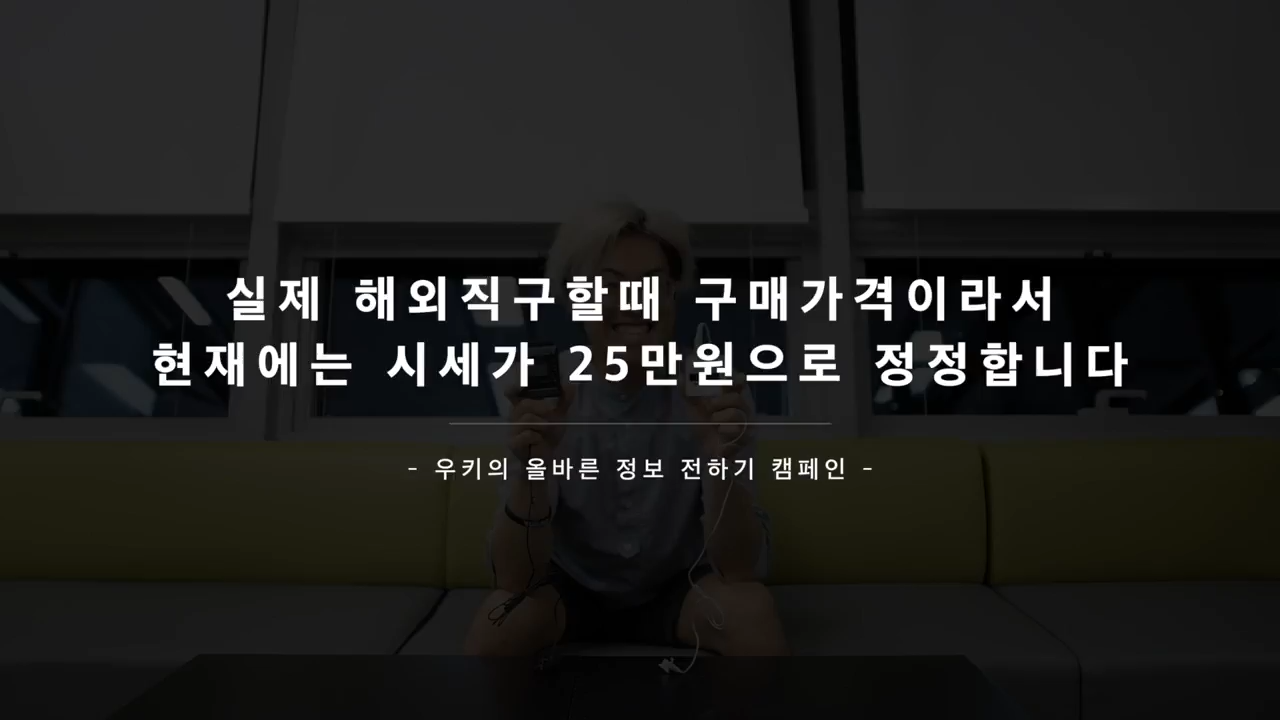 실제 해외직구할때 구매가격이라서
현재에는 시세가 25만원으로 정정합니다
- 우키의 올바른 정보 전하기 캠페인 -